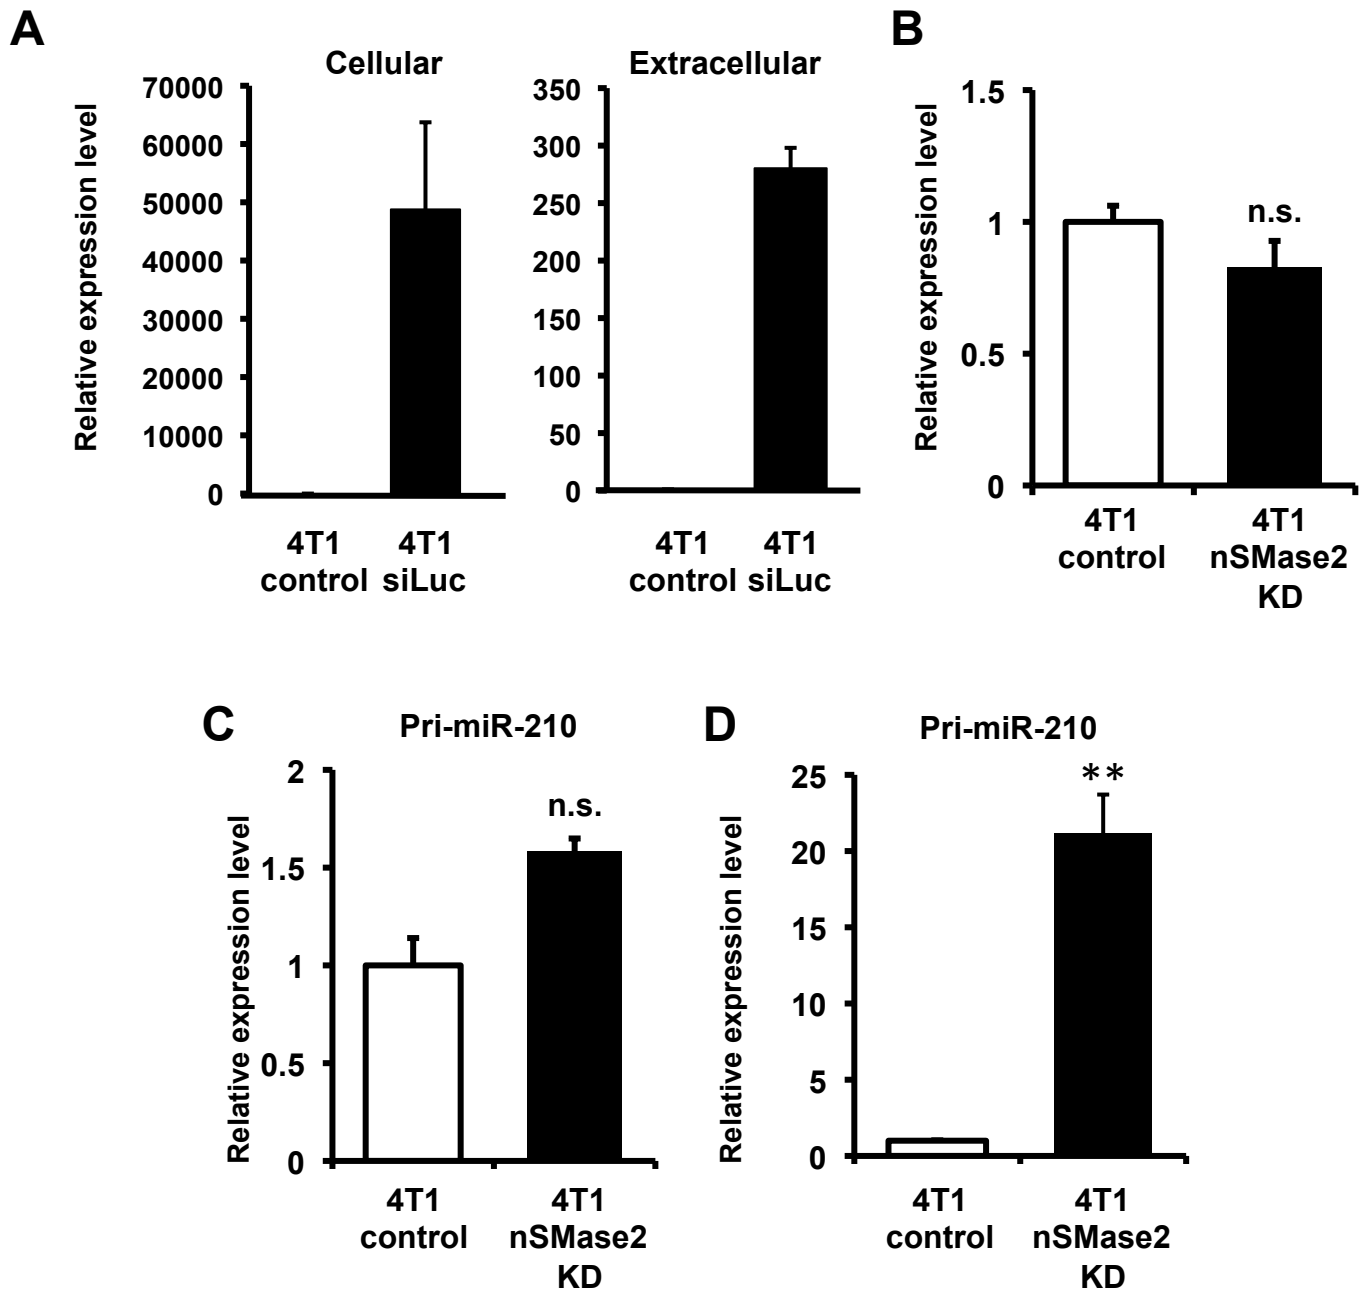 A
Cellular
Relative expression level
70000
60000
50000
40000
30000
20000
10000
0
4T1 4T1
control siLuc
Extracellular
350
300
250
200
150
100
50
0
4T1 4T1
control siLuc
B
Relative expression level
1.5
1
0.5
0
n.s.
4T1 4T1
control nSMase2
KD
C
Pri-miR-210
Relative expression level
2
1.5
1
0.5
0
n.s.
4T1 4T1
control nSMase2
KD
D
Pri-miR-210
Relative expression level
25
20
15
10
5
0
**
4T1 4T1
control nSMase2
KD